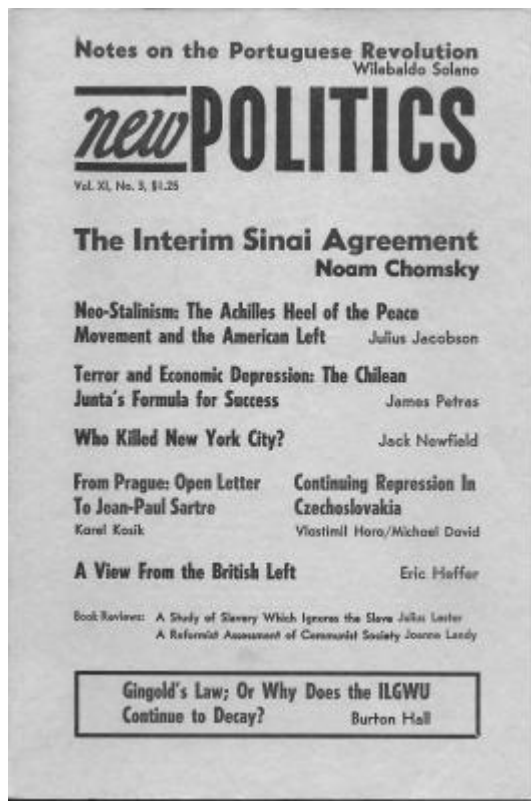 Notes on the Portuguese Revolution
Wilebaldo Solano
new POLITICS
Vol. XI, No. 3, $1.25
The Interim Sinai Agreement
Noam Chomsky
Neo-Stalinism: The Achilles Heel of the Peace
Movement and the American Left Julius Jacobson
Terror and Economic Depression: The Chilean
Junta's Formula for Success James Petras
Who Killed New York City? Jack Newfield
From Prague: Open Letter
To Jean-Paul Sartre
Karel Kosik
Continuing Repression In
Czechoslovakia
Vlastimil Hora/Michael David
A View From the British Left Eric Heffer
Book Reviews: A Study of Slavery Which Ignores the Slave Julius Lester
A Reformist Assessment of Communist Society Joanne Landy
Gingold's Law; Or Why Does the ILGWU
Continue to Decay? Burton Hall